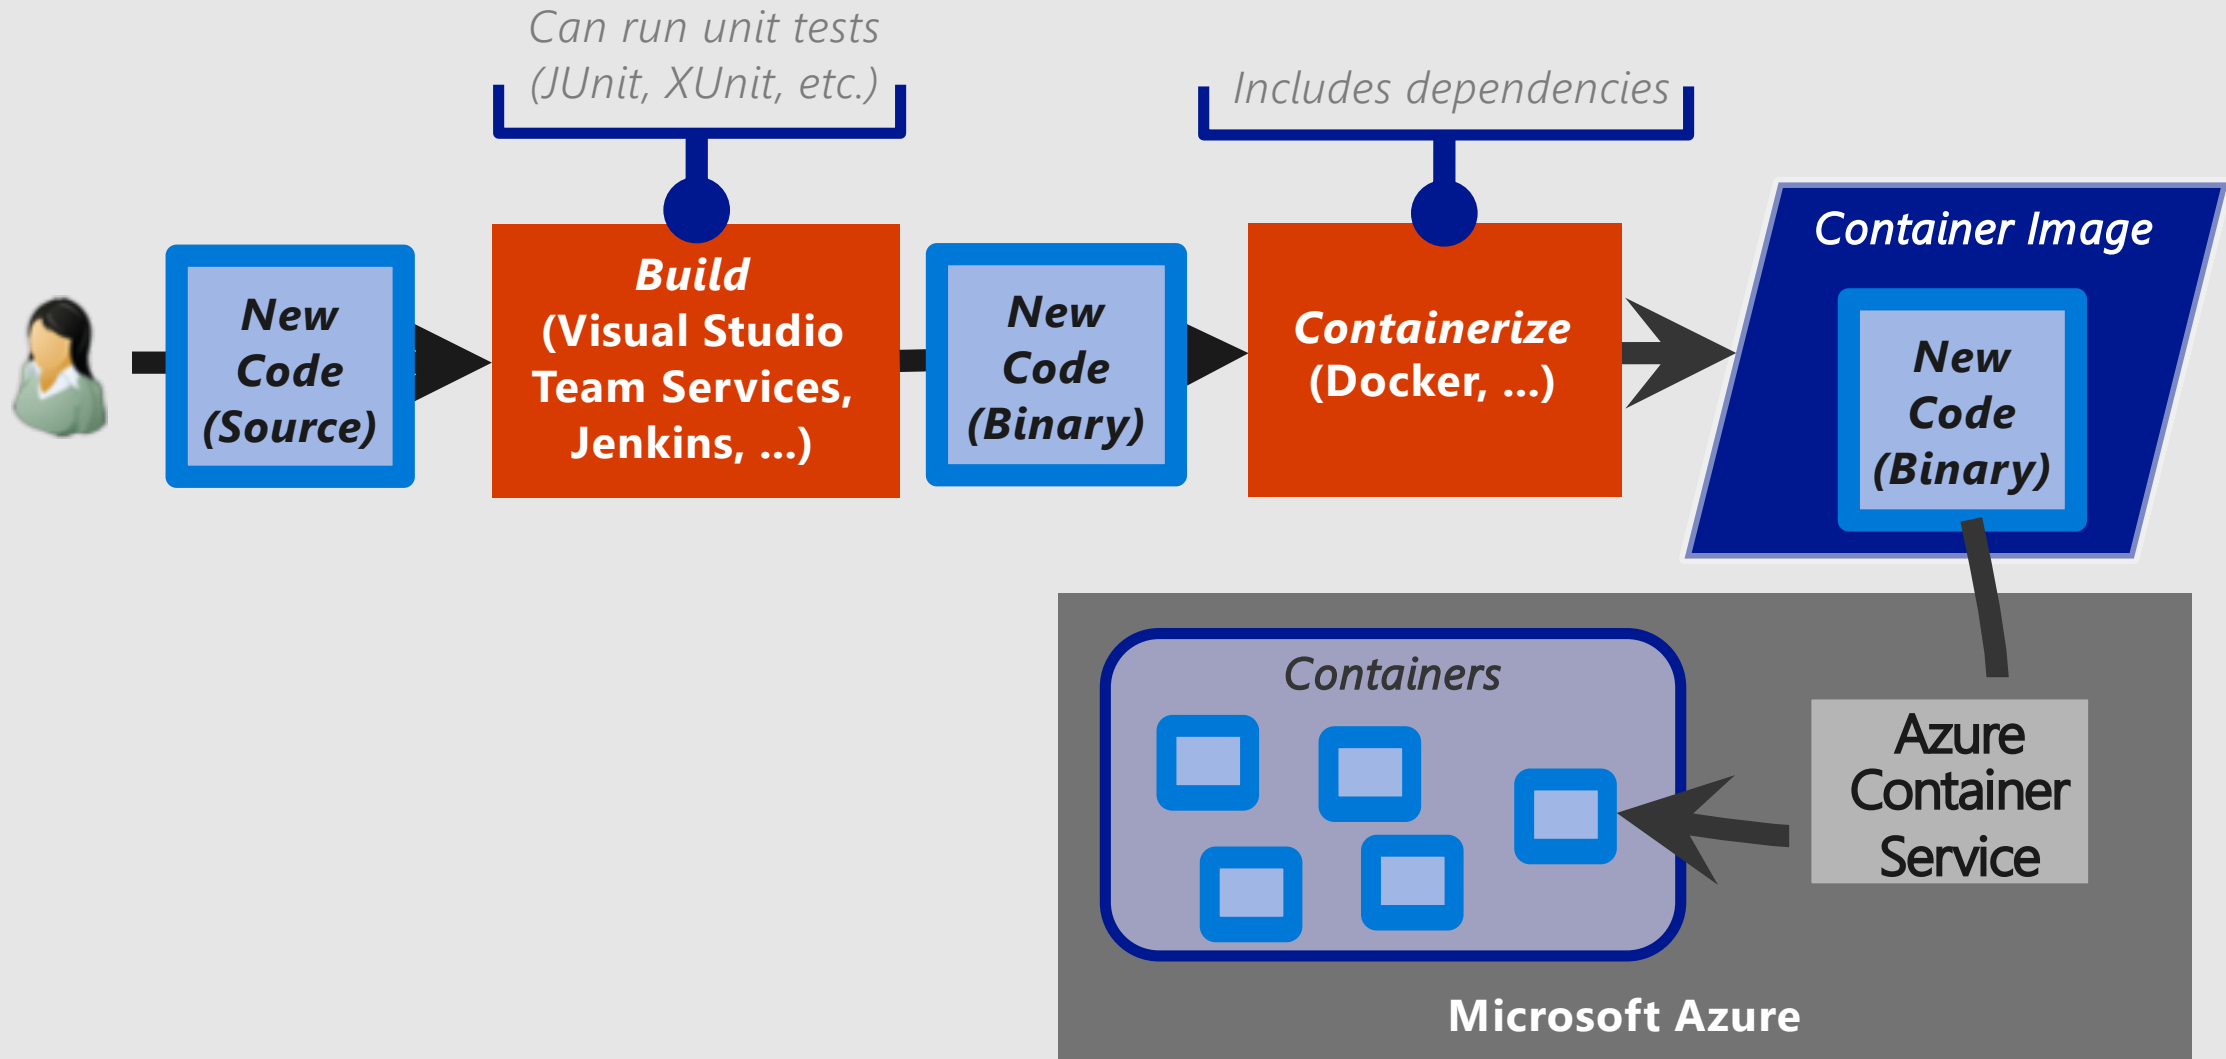 Can run unit tests
(JUnit, XUnit, etc.)
Includes dependencies
New
Code
(Source)
Build
(Visual Studio
Team Services,
Jenkins, ...)
New
Code
(Binary)
Containerize
(Docker, ...)
Container Image
New
Code
(Binary)
Containers
Azure
Container
Service
Microsoft Azure